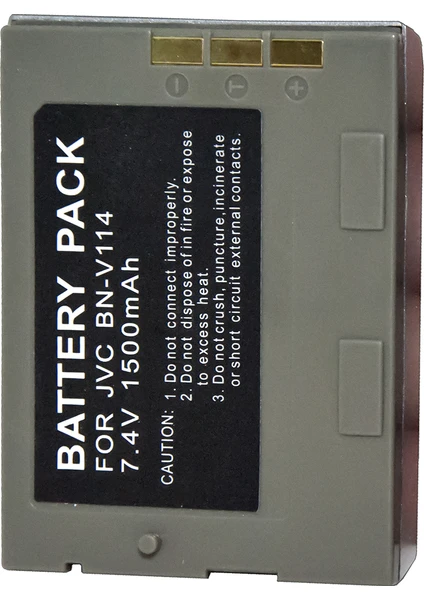 BATTERY PACK
FOR JVC BN-V114
7.4V 1500mAh
CAUTION: 1. Do not connect improperly.
2. Do not dispose of in fire or expose
to excess heat.
3. Do not crush, puncture, incinerate
or short circuit external contacts.
− T +